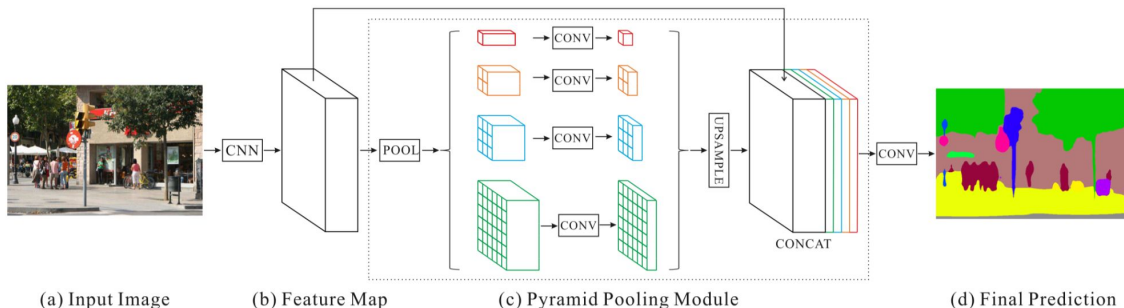 CNN
POOL
CONV
CONV
CONV
CONV
UPSAMPLE
CONCAT
CONV
(a) Input Image
(b) Feature Map
(c) Pyramid Pooling Module
(d) Final Prediction